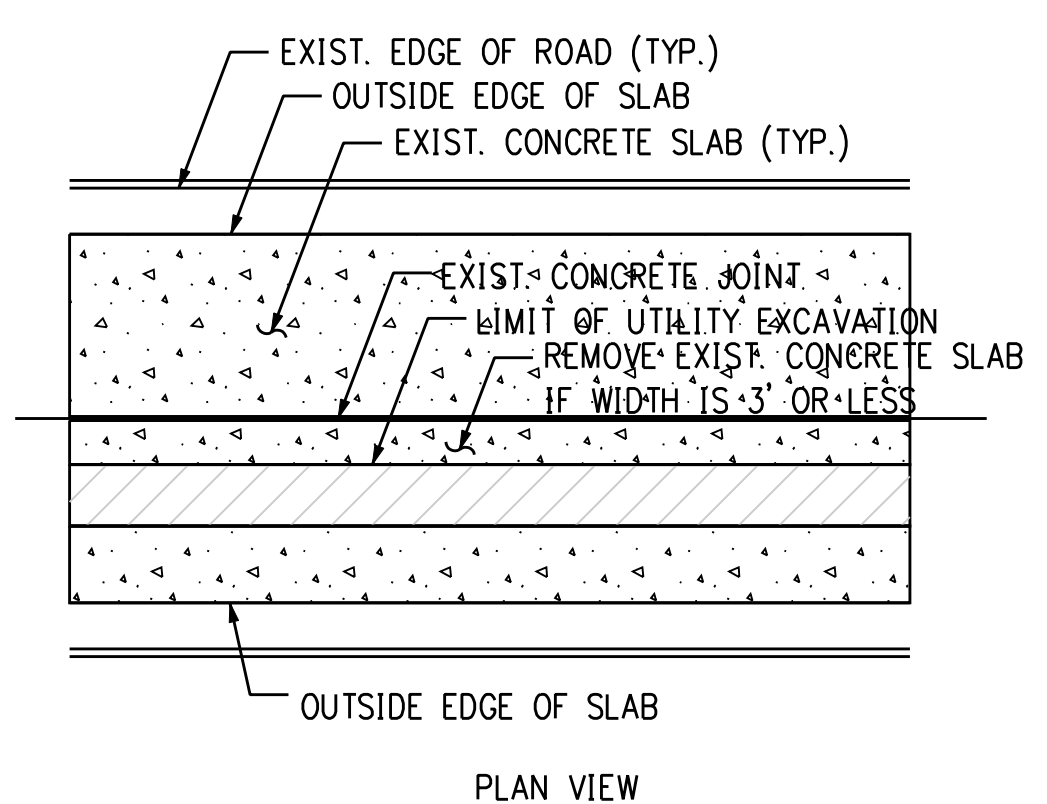 EXIST. EDGE OF ROAD (TYP.)
OUTSIDE EDGE OF SLAB
EXIST. CONCRETE SLAB (TYP.)
EXIST. CONCRETE JOINT
LIMIT OF UTILITY EXCAVATION
REMOVE EXIST. CONCRETE SLAB
IF WIDTH IS 3' OR LESS
OUTSIDE EDGE OF SLAB
PLAN VIEW